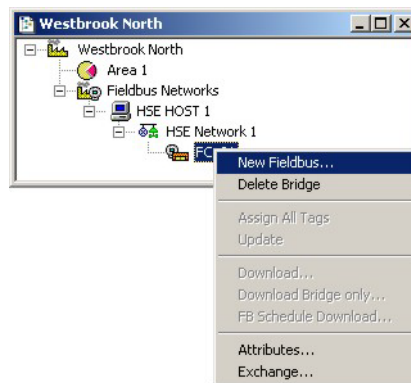 Westbrook North
Westbrook North
Area 1
Fieldbus Networks
HSE HOST 1
HSE Network 1
New Fieldbus...
Delete Bridge
Assign All Tags
Update
Download...
Download Bridge only...
FB Schedule Download...
Attributes...
Exchange...